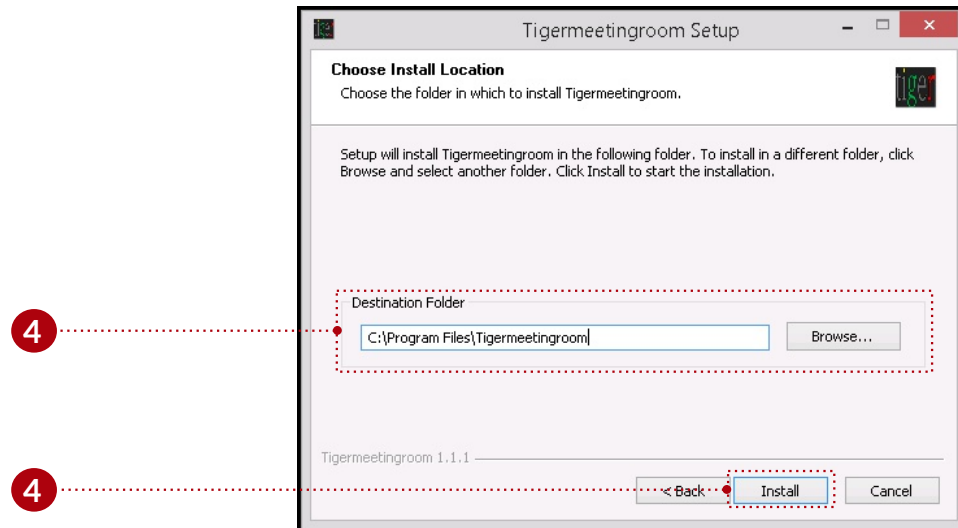 tige
Tigermeetingroom Setup
Choose Install Location
Choose the folder in which to install Tigermeetingroom.
tiger
Setup will install Tigermeetingroom in the following folder. To install in a different folder, click
Browse and select another folder. Click Install to start the installation.
Destination Folder
4
C:\Program Files\Tigermeetingroom
Browse...
Tigermeetingroom 1.1.1
4
< Back
Install
Cancel